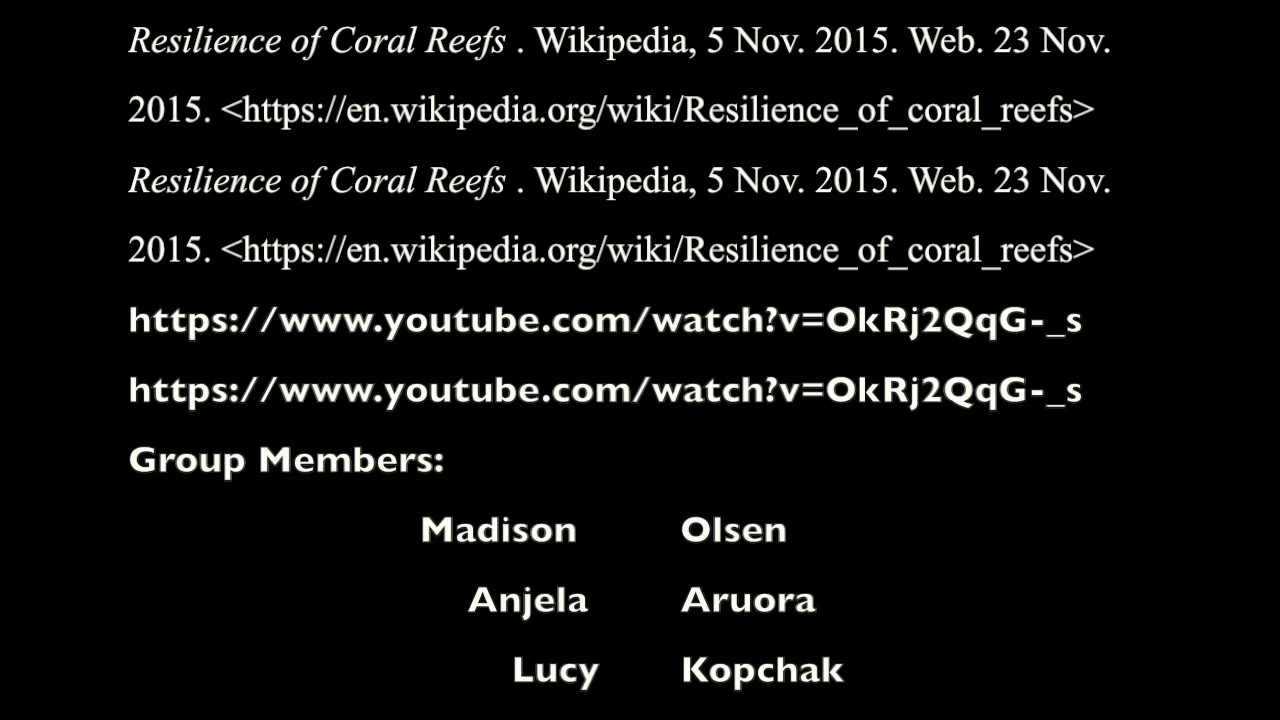 Resilience of Coral Reefs . Wikipedia, 5 Nov. 2015. Web. 23 Nov.
2015. <https://en.wikipedia.org/wiki/Resilience_of_coral_reefs>
Resilience of Coral Reefs . Wikipedia, 5 Nov. 2015. Web. 23 Nov.
2015. <https://en.wikipedia.org/wiki/Resilience_of_coral_reefs>
https://www.youtube.com/watch?v=OkRj2QqG-_s
https://www.youtube.com/watch?v=OkRj2QqG-_s
Group Members:
Madison Olsen
Anjela Aruora
Lucy Kopchak